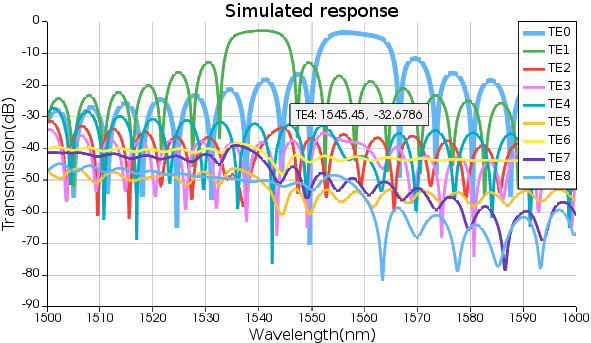 Simulated response
0
-10
-20
-30
-40
-50
-60
-70
-80
-90
Transmission(dB)
1500
1510
1520
1530
1540
1550
1560
1570
1580
1590
1600
Wavelength(nm)
TE4: 1545.45, -32.6786
TE0
TE1
TE2
TE3
TE4
TE5
TE6
TE7
TE8